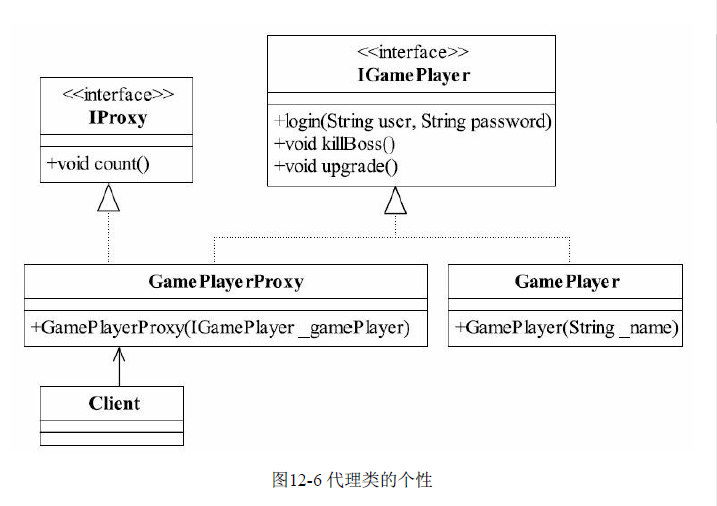 <<interface>>
IProxy
+void count()
<<interface>>
IGamePlayer
+login(String user, String password)
+void killBoss()
+void upgrade()
GamePlayerProxy
+GamePlayerProxy(IGamePlayer _gamePlayer)
GamePlayer
+GamePlayer(String _name)
Client
图12-6 代理类的个性